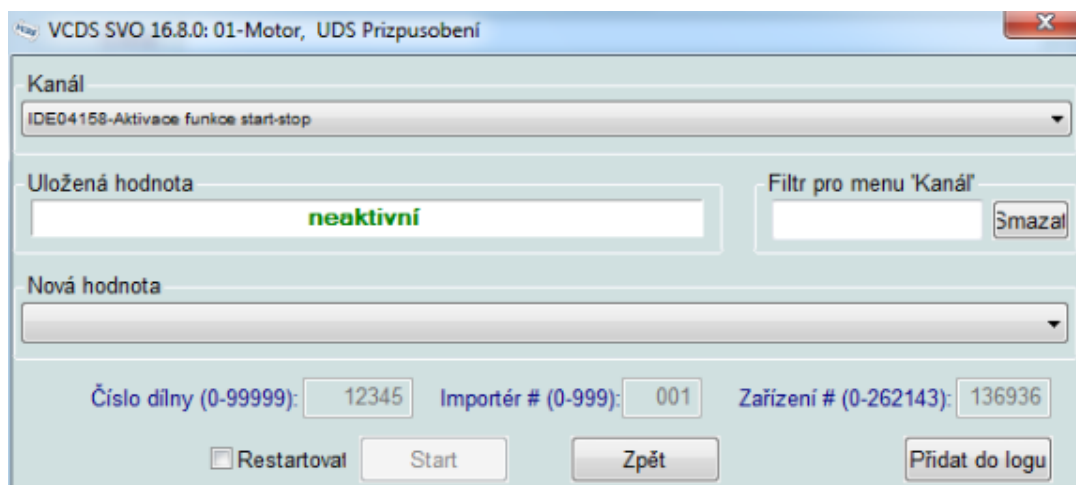 VCDS SVO 16.8.0: 01-Motor, UDS Prizpusobení
Kanál
IDE04158-Aktivace funkce start-stop
Uložená hodnota
neaktivní
Filtr pro menu 'Kanál'
Smazat
Nová hodnota
Číslo dílny (0-99999): 12345 Importér # (0-999): 001 Zařízení # (0-262143): 136936
Restartovat Start Zpět Přidat do logu